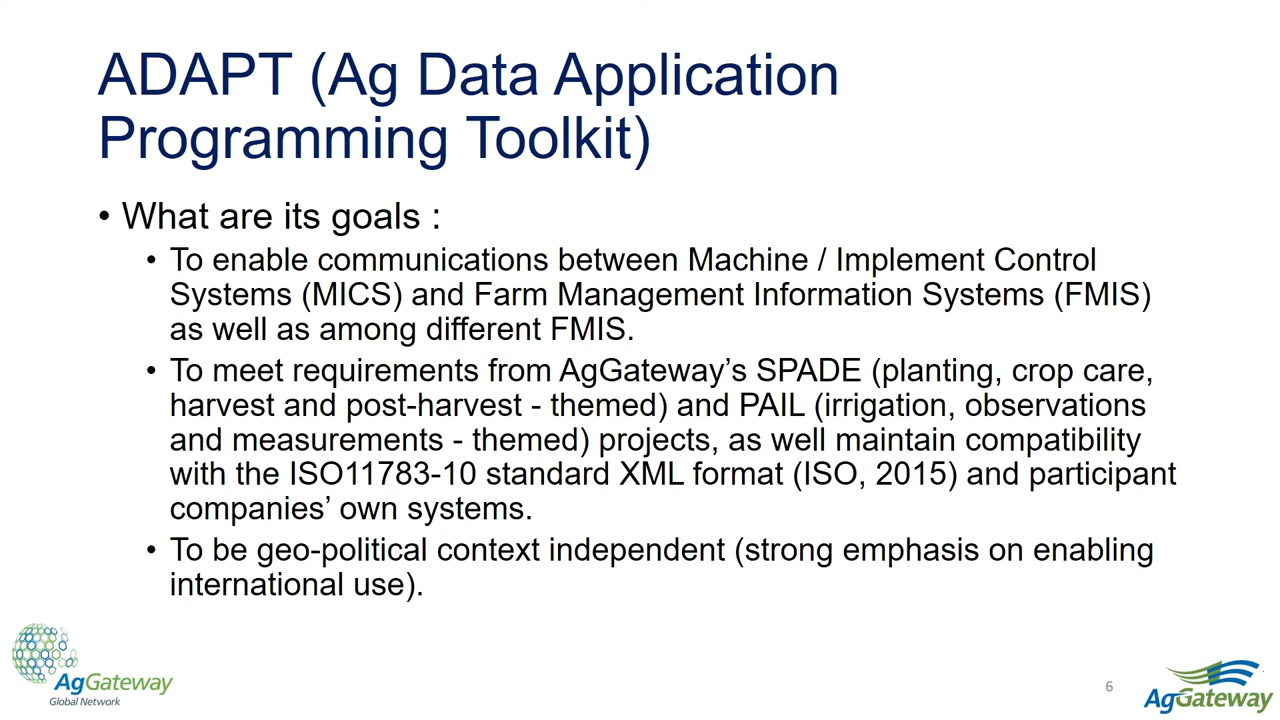 ADAPT (Ag Data Application
Programming Toolkit)
• What are its goals :
• To enable communications between Machine / Implement Control
Systems (MICS) and Farm Management Information Systems (FMIS)
as well as among different FMIS.
• To meet requirements from AgGateway’s SPADE (planting, crop care,
harvest and post-harvest - themed) and PAIL (irrigation, observations
and measurements - themed) projects, as well maintain compatibility
with the ISO11783-10 standard XML format (ISO, 2015) and participant
companies’ own systems.
• To be geo-political context independent (strong emphasis on enabling
international use).
AgGateway
Global Network
6
AgGateway